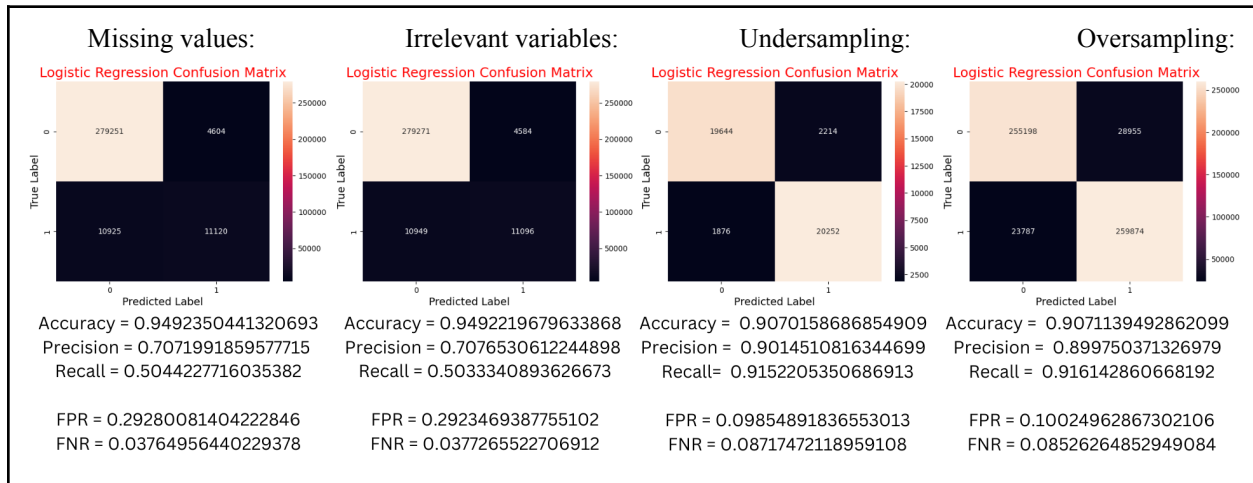 Missing values:
Logistic Regression Confusion Matrix
True Label
0
1
279251
4604
10925
11120
250000
200000
150000
100000
50000
0
1
Predicted Label
Accuracy = 0.9492350441320693
Precision = 0.7071991859577715
Recall = 0.5044227716035382
FPR = 0.29280081404222846
FNR = 0.03764956440229378
Irrelevant variables:
Logistic Regression Confusion Matrix
True Label
0
1
279271
4584
10949
11096
250000
200000
150000
100000
50000
0
1
Predicted Label
Accuracy = 0.9492219679633868
Precision = 0.7076530612244898
Recall = 0.5033340893626673
FPR = 0.2923469387755102
FNR = 0.0377265522706912
Undersampling:
Logistic Regression Confusion Matrix
True Label
0
1
19644
2214
1876
20252
20000
17500
15000
12500
10000
7500
5000
2500
0
1
Predicted Label
Accuracy = 0.9070158686854909
Precision = 0.9014510816344699
Recall= 0.9152205350686913
FPR = 0.09854891836553013
FNR = 0.08717472118959108
Oversampling:
Logistic Regression Confusion Matrix
True Label
0
1
255198
28955
23787
259874
250000
200000
150000
100000
50000
0
1
Predicted Label
Accuracy = 0.9071139492862099
Precision = 0.899750371326979
Recall = 0.916142860668192
FPR = 0.10024962867302106
FNR = 0.08526264852949084